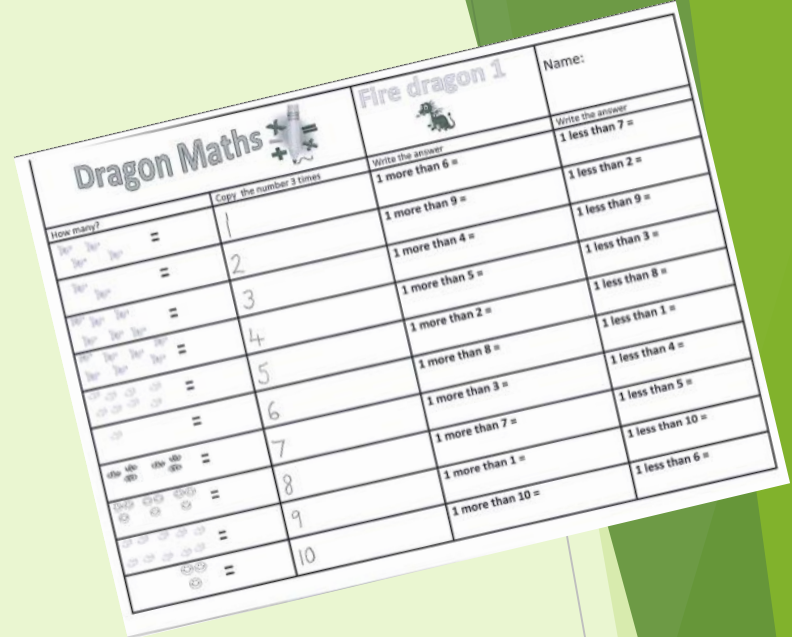 Dragon Maths
Fire dragon 1
Name:
How many?
Copy the number 3 times
Write the answer
Write the answer
=
1
1 more than 6 =
1 less than 7 =
=
2
1 more than 9 =
1 less than 2 =
=
3
1 more than 4 =
1 less than 9 =
=
4
1 more than 5 =
1 less than 3 =
=
5
1 more than 2 =
1 less than 8 =
=
6
1 more than 8 =
1 less than 1 =
=
7
1 more than 3 =
1 less than 4 =
=
8
1 more than 7 =
1 less than 5 =
=
9
1 more than 1 =
1 less than 10 =
=
10
1 more than 10 =
1 less than 6 =